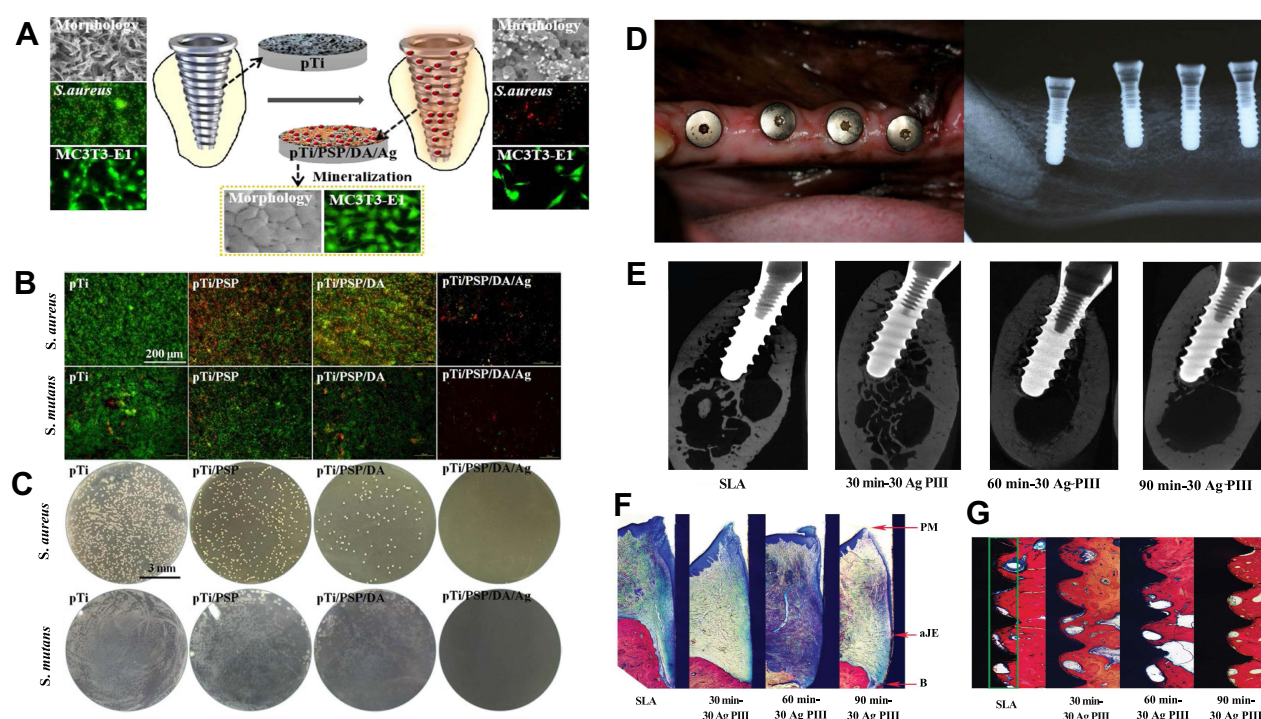 A
Morphology
S.aureus
MC3T3-E1
pTi
pTi/PSP/DA/Ag
Mineralization
Morphology
MC3T3-E1
Morphology
S.aureus
MC3T3-E1
B
S. aureus
pTi
200 μm
pTi/PSP
pTi/PSP/DA
pTi/PSP/DA/Ag
S. mutans
pTi
pTi/PSP
pTi/PSP/DA
pTi/PSP/DA/Ag
C
S. aureus
pTi
3 mm
pTi/PSP
pTi/PSP/DA
pTi/PSP/DA/Ag
S. mutans
pTi
pTi/PSP
pTi/PSP/DA
pTi/PSP/DA/Ag
D
E
SLA
30 min-30 Ag PIII
60 min-30 Ag-PIII
90 min-30 Ag PIII
F
PM
aJE
B
SLA
30 min-
30 Ag PIII
60 min-
30 Ag PIII
90 min-
30 Ag PIII
G
SLA
30 min-
30 Ag PIII
60 min-
30 Ag PIII
90 min-
30 Ag PIII